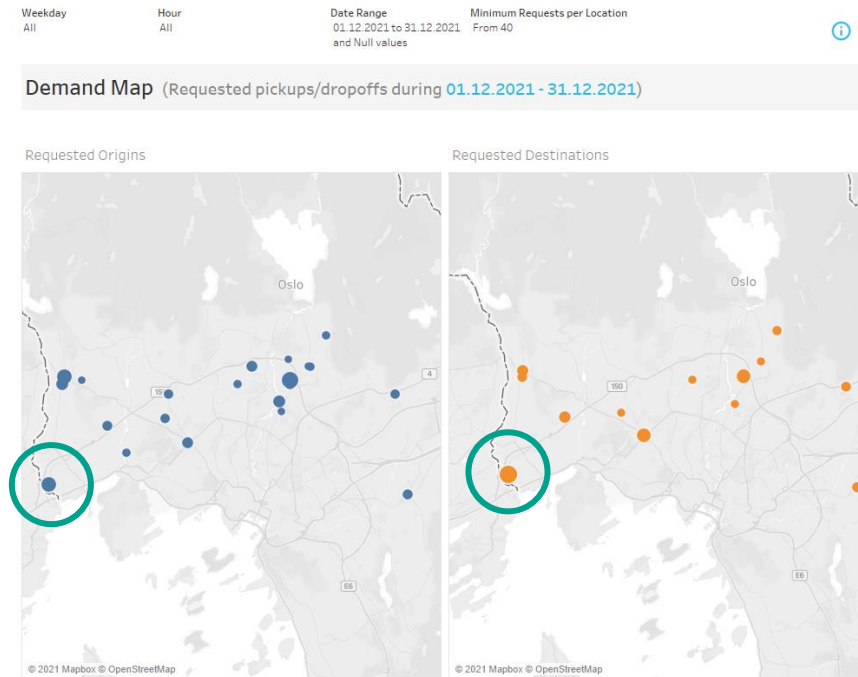 Weekday
All
Hour
All
Date Range
01.12.2021 to 31.12.2021
and Null values
Minimum Requests per Location
From 40
Demand Map (Requested pickups/dropoffs during 01.12.2021 - 31.12.2021)
Requested Origins
Oslo
4
E6
© 2021 Mapbox © OpenStreetMap
Requested Destinations
Oslo
150
E6
© 2021 Mapbox © OpenStreetMap